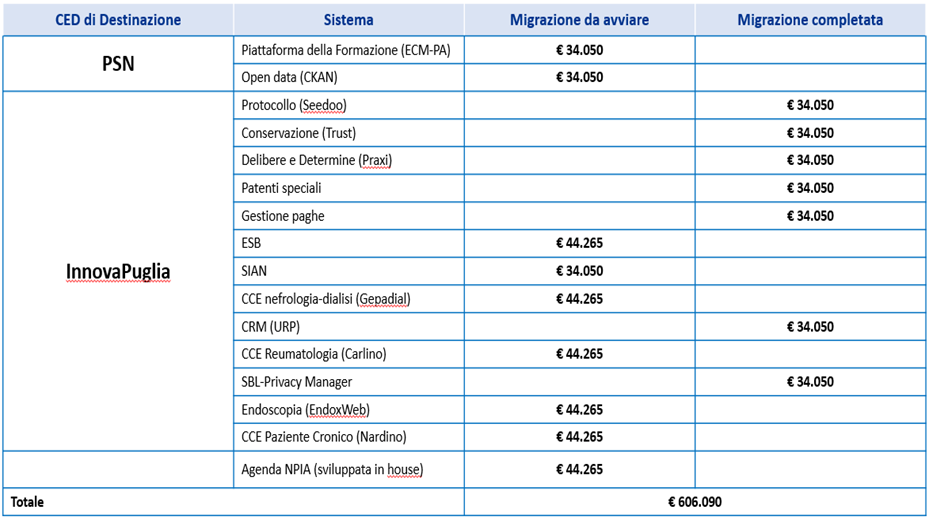 CED di Destinazione Sistema Migrazione da avviare Migrazione completata
PSN
Piattaforma della Formazione (ECM-PA) € 34.050
Open data (CKAN) € 34.050
InnovaPuglia
Protocollo (Seedoo) € 34.050
Conservazione (Trust) € 34.050
Delibere e Determine (Praxi) € 34.050
Patenti speciali € 34.050
Gestione paghe € 34.050
ESB € 44.265
SIAN € 34.050
CCE nefrologia-dialisi (Gepadial) € 44.265
CRM (URP) € 34.050
CCE Reumatologia (Carlino) € 44.265
SBL-Privacy Manager € 34.050
Endoscopia (EndoxWeb) € 44.265
CCE Paziente Cronico (Nardino) € 44.265
Agenda NPIA (sviluppata in house) € 44.265
Totale € 606.090